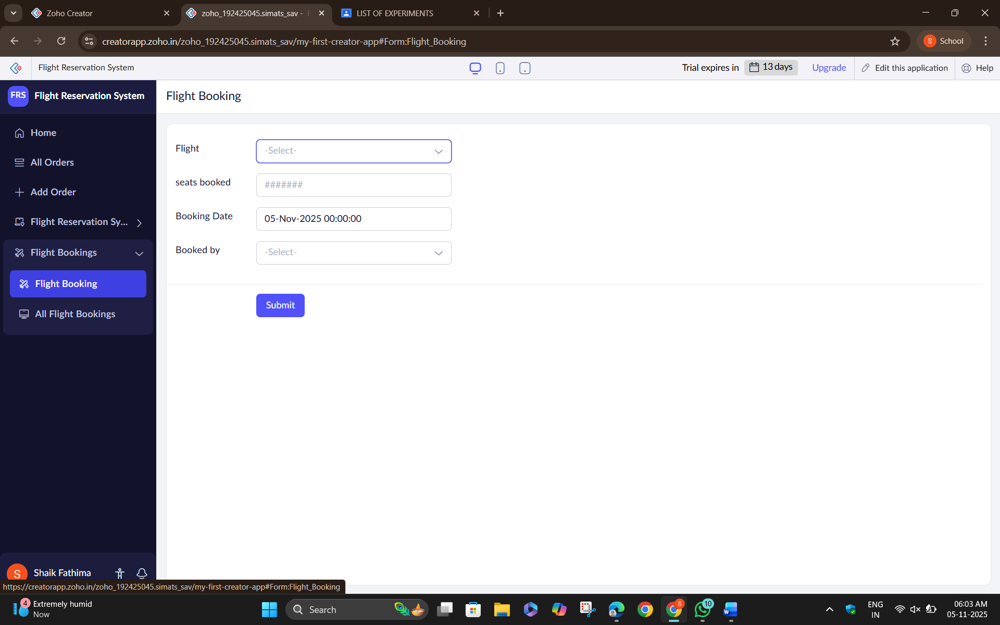 Zoho Creator
zoho_192425045.simats_sav - F
LIST OF EXPERIMENTS
creatorapp.zoho.in/zoho_192425045.simats_sav/my-first-creator-app#Form:Flight_Booking
S
School
Flight Reservation System
Trial expires in
13 days
Upgrade
Edit this application
Help
FRS
Flight Reservation System
Flight Booking
Home
All Orders
Add Order
Flight Reservation Sy...
Flight Bookings
Flight Booking
All Flight Bookings
Flight
-Select-
seats booked
#######
Booking Date
05-Nov-2025 00:00:00
Booked by
-Select-
Submit
S
Shaik Fathima
https://creatorapp.zoho.in/zoho_192425045.simats_sav/my-first-creator-app#Form:Flight_Booking
4
Extremely humid
Now
Search
S
10
W
ENG
IN
06:03 AM
05-11-2025